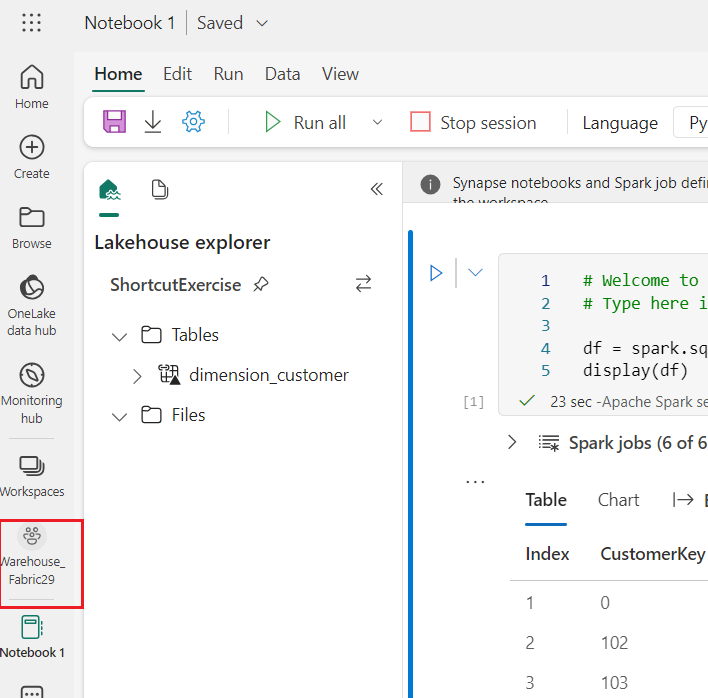 Notebook 1 Saved
Home Edit Run Data View
Run all Stop session Language Py
Home
Create
Browse
OneLake
data hub
Monitoring
hub
Workspaces
Warehouse_
Fabric29
Notebook 1
Lakehouse explorer
ShortcutExercise
Tables
dimension_customer
Files
Synapse notebooks and Spark job defi
the workspace
1 # Welcome to
2 # Type here i
3
4 df = spark.sq
5 display(df)
[1] 23 sec -Apache Spark se
Spark jobs (6 of 6
...
Table Chart
Index CustomerKey
1 0
2 102
3 103